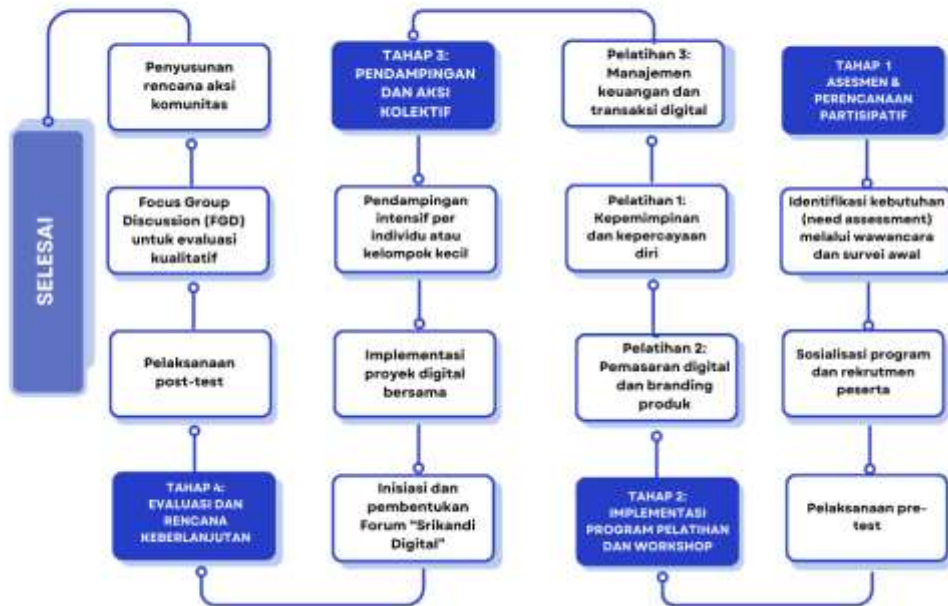 TAHAP 1
ASESMEN &
PERENCANAAN
PARTISIPATIF
Identifikasi kebutuhan
(need assessment)
melalui wawancara
dan survei awal
Sosialisasi program
dan rekrutmen
peserta
Pelaksanaan pre-
test
TAHAP 2:
IMPLEMENTASI
PROGRAM PELATIHAN
DAN WORKSHOP
Pelatihan 2:
Pemasaran digital
dan branding
produk
Pelatihan 1:
Kepemimpinan
dan kepercayaan
diri
Pelatihan 3:
Manajemen
keuangan dan
transaksi digital
TAHAP 3:
PENDAMPINGAN
DAN AKSI
KOLEKTIF
Pendampingan
intensif per
individu atau
kelompok kecil
Implementasi
proyek digital
bersama
Inisiasi dan
pembentukan
Forum "Srikandi
Digital"
TAHAP 4:
EVALUASI DAN
RENCANA
KEBERLANJUTAN
Pelaksanaan
post-test
Focus Group
Discussion (FGD)
untuk evaluasi
kualitatif
Penyusunan
rencana aksi
komunitas
SELESAI